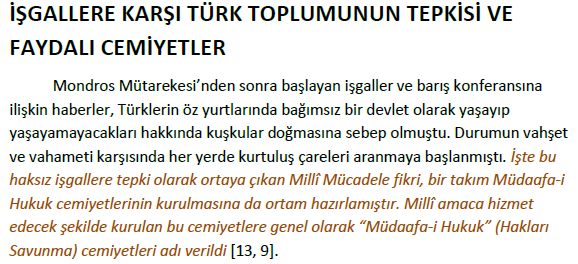 İŞGALLERE KARŞI TÜRK TOPLUMUNUN TEPKİSİ VE
FAYDALI CEMİYETLER
Mondros Mütarekesi’nden sonra başlayan işgaller ve barış konferansına
ilişkin haberler, Türklerin öz yurtlarında bağımsız bir devlet olarak yaşayıp
yaşayamayacakları hakkında kuşkular doğmasına sebep olmuştu. Durumun vahşet
ve vahameti karşısında her yerde kurtuluş çareleri aranmaya başlanmıştı. İşte bu
haksız işgallere tepki olarak ortaya çıkan Millî Mücadele fikri, bir takım Müdaafa-i
Hukuk cemiyetlerinin kurulmasına da ortam hazırlamıştır. Millî amaca hizmet
edecek şekilde kurulan bu cemiyetlere genel olarak “Müdaafa-i Hukuk” (Hakları
Savunma) cemiyetleri adı verildi [13, 9].